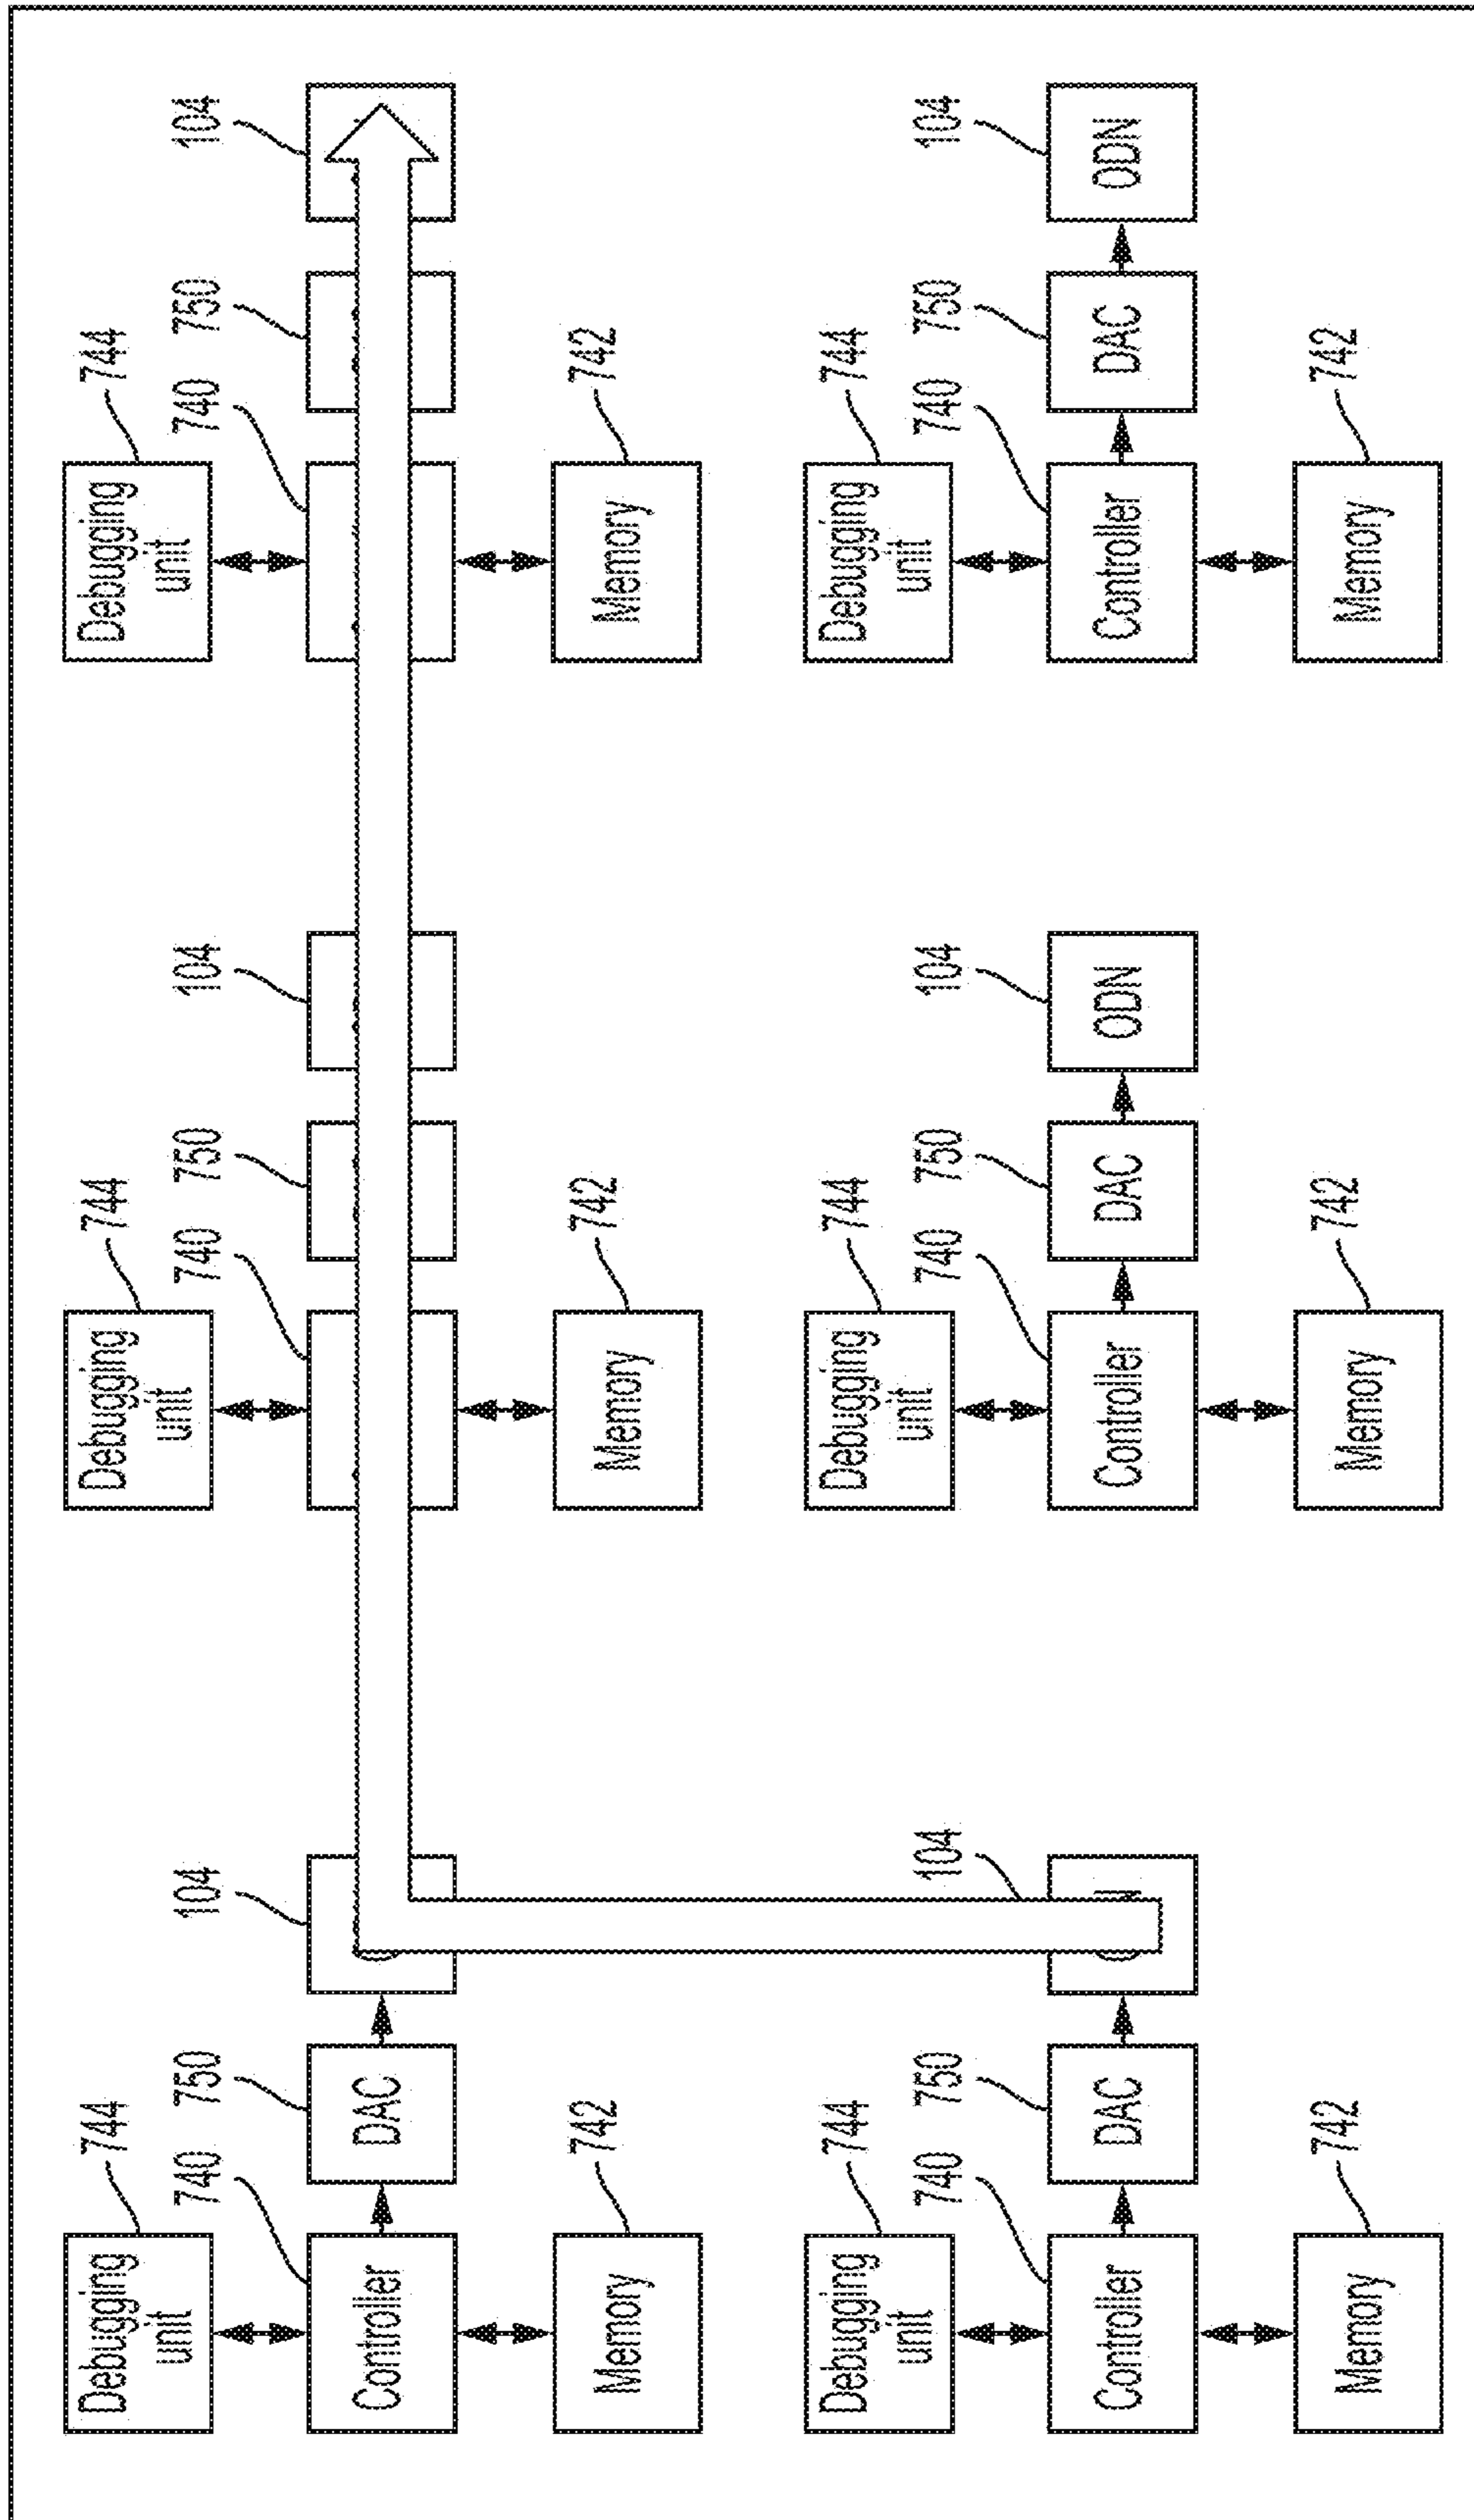 Debugging
unit
744
740
750
104
Controller
DAC
Memory
742
Debugging
unit
744
740
750
104
Memory
742
Debugging
unit
744
740
750
104
Memory
742
Debugging
unit
744
740
750
104
Controller
DAC
Memory
742
Debugging
unit
744
740
750
104
Controller
DAC
ODN
Memory
742
Debugging
unit
744
740
750
104
Controller
DAC
ODN
Memory
742